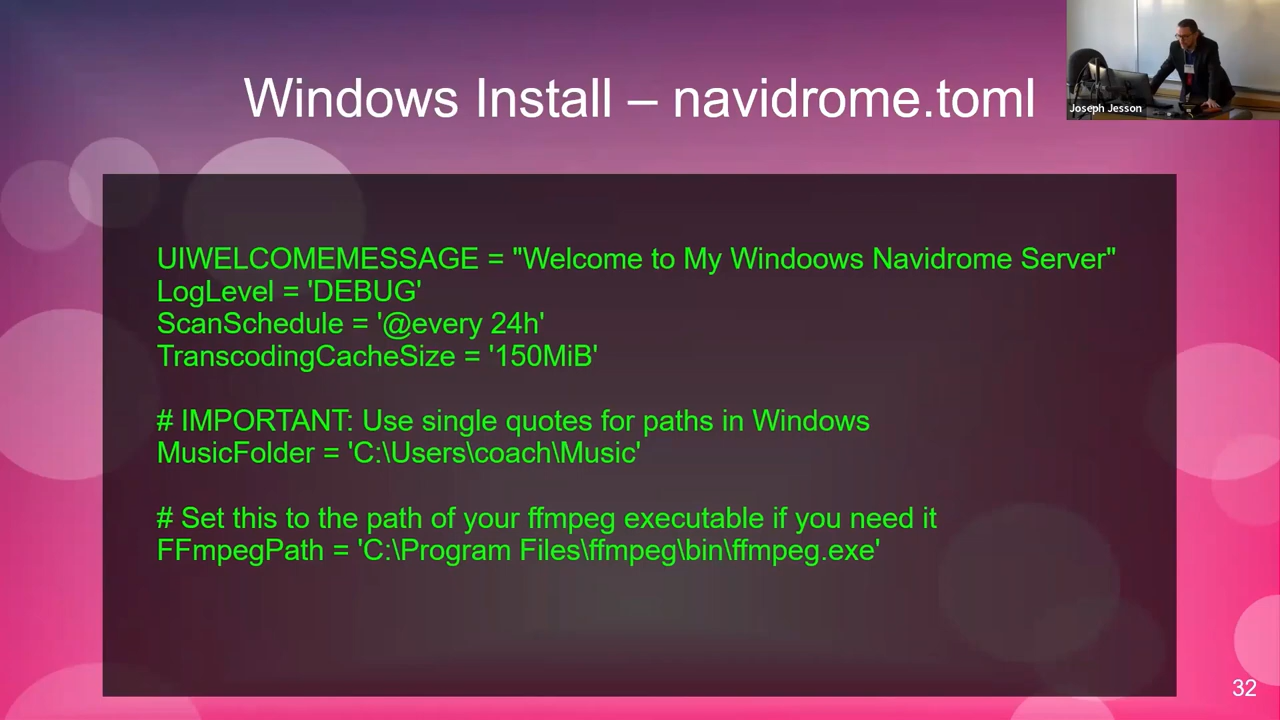 Windows Install – navidrome.toml
Joseph Jesson
UIWELCOMEMESSAGE = "Welcome to My Windoows Navidrome Server"
LogLevel = 'DEBUG'
ScanSchedule = '@every 24h'
TranscodingCacheSize = '150MiB'
# IMPORTANT: Use single quotes for paths in Windows
MusicFolder = 'C:\Users\coach\Music'
# Set this to the path of your ffmpeg executable if you need it
FFmpegPath = 'C:\Program Files\ffmpeg\bin\ffmpeg.exe'
32